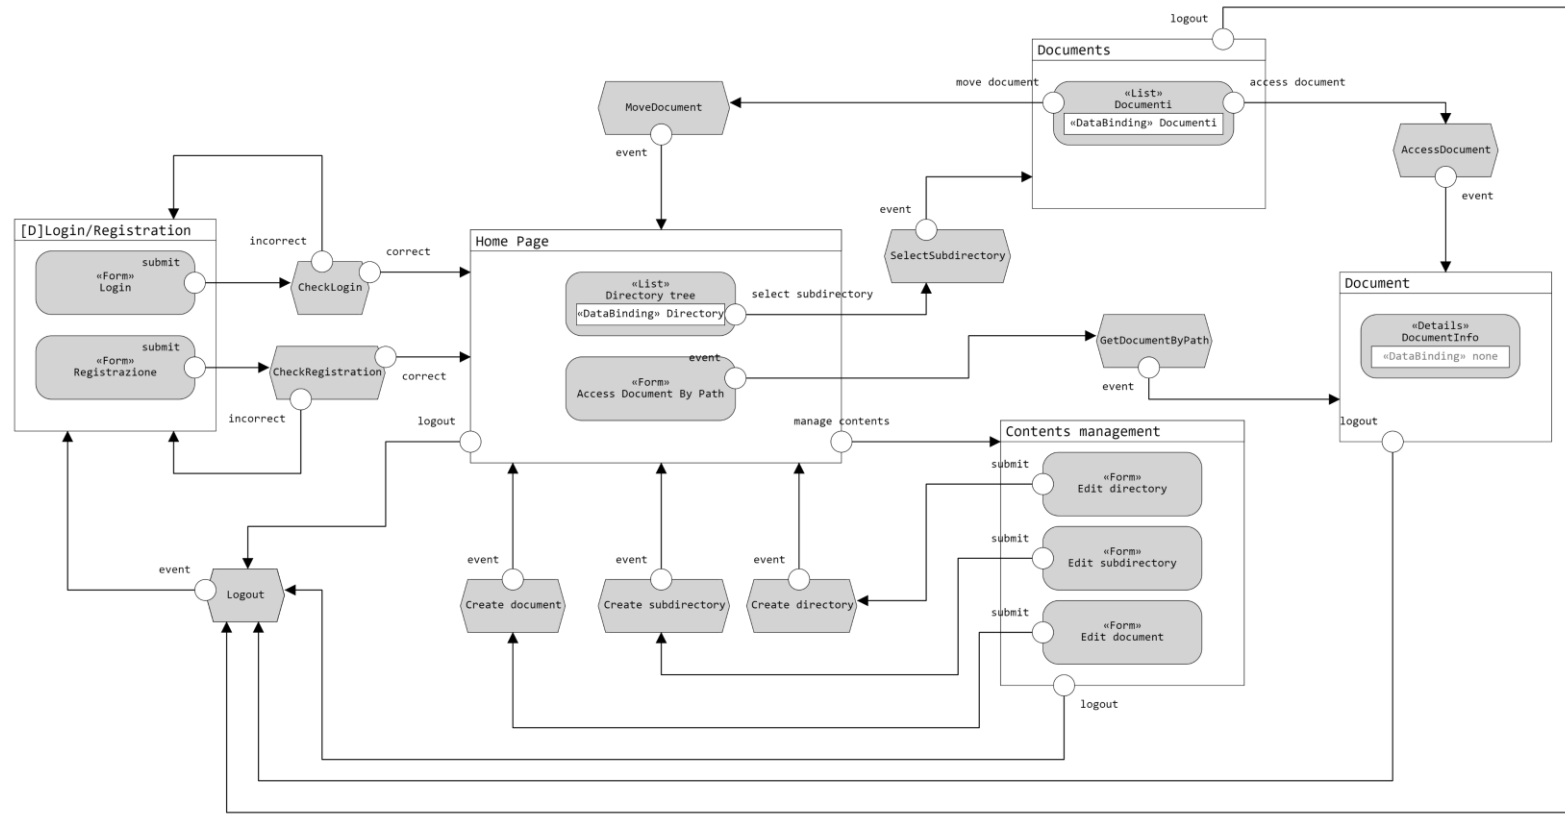 logout
Documents
move document
access document
«List»
Documenti
«DataBinding» Documenti
MoveDocument
event
AccessDocument
event
[D]Login/Registration
submit
«Form»
Login
incorrect
correct
CheckLogin
submit
«Form»
Registrazione
CheckRegistration
correct
incorrect
Home Page
«List»
Directory tree
«DataBinding» Directory
select subdirectory
event
SelectSubdirectory
event
«Form»
Access Document By Path
GetDocumentByPath
event
Document
«Details»
DocumentInfo
«DataBinding» none
logout
logout
manage contents
Contents management
submit
«Form»
Edit directory
submit
«Form»
Edit subdirectory
submit
«Form»
Edit document
logout
event
Logout
event
Create document
event
Create subdirectory
event
Create directory